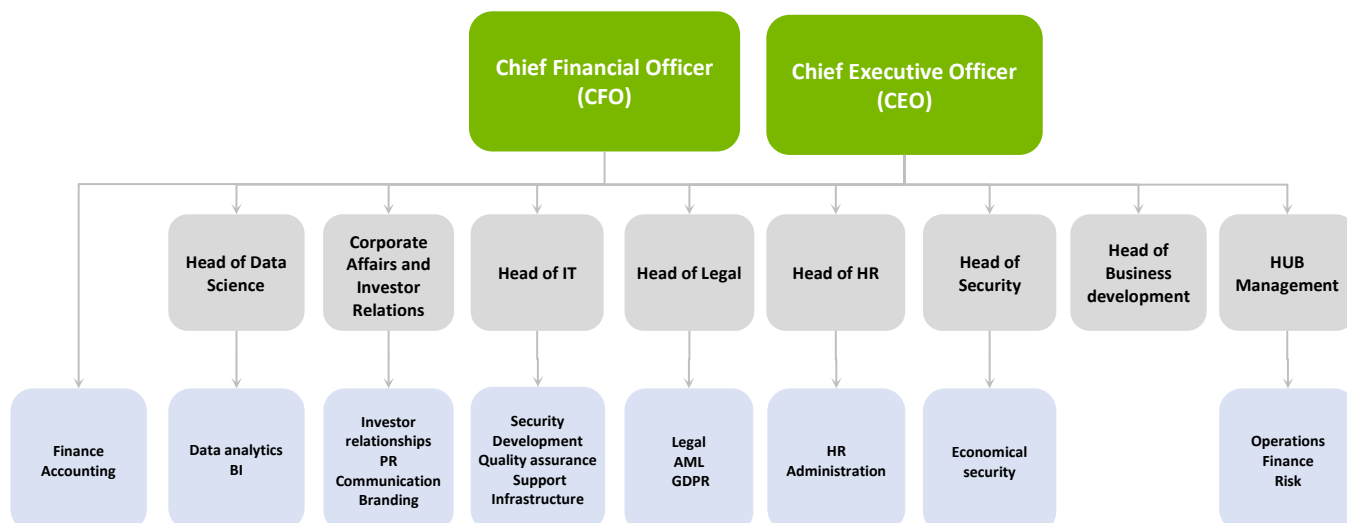 Chief Financial Officer
(CFO)
Chief Executive Officer
(CEO)
Head of Data
Science
Corporate
Affairs and
Investor
Relations
Head of IT
Head of Legal
Head of HR
Head of
Security
Head of
Business
development
HUB
Management
Finance
Accounting
Data analytics
BI
Investor
relationships
PR
Communication
Branding
Security
Development
Quality assurance
Support
Infrastructure
Legal
AML
GDPR
HR
Administration
Economical
security
Operations
Finance
Risk